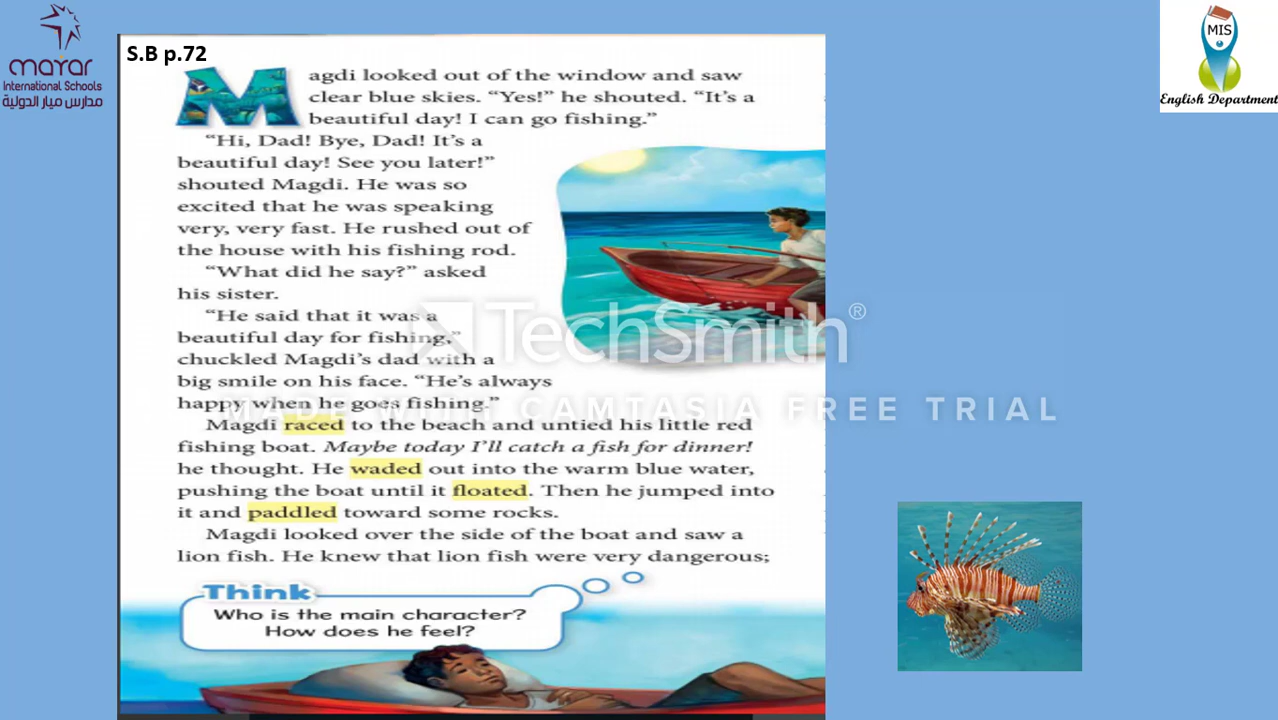 mayar
International Schools
مدارس ميار الدولية
S.B p.72
MIS
English Department
Magdi looked out of the window and saw
clear blue skies. “Yes!” he shouted. “It’s a
beautiful day! I can go fishing.”
“Hi, Dad! Bye, Dad! It’s a
beautiful day! See you later!”
shouted Magdi. He was so
excited that he was speaking
very, very fast. He rushed out of
the house with his fishing rod.
“What did he say?” asked
his sister.
“He said that it was a
beautiful day for fishing,”
chuckled Magdi’s dad with a
big smile on his face. “He’s always
happy when he goes fishing.”
Magdi raced to the beach and untied his little red
fishing boat. Maybe today I’ll catch a fish for dinner!
he thought. He waded out into the warm blue water,
pushing the boat until it floated. Then he jumped into
it and paddled toward some rocks.
Magdi looked over the side of the boat and saw a
lion fish. He knew that lion fish were very dangerous;
Think
Who is the main character?
How does he feel?
TechSmith®
MADE WITH CAMTASIA FREE TRIAL